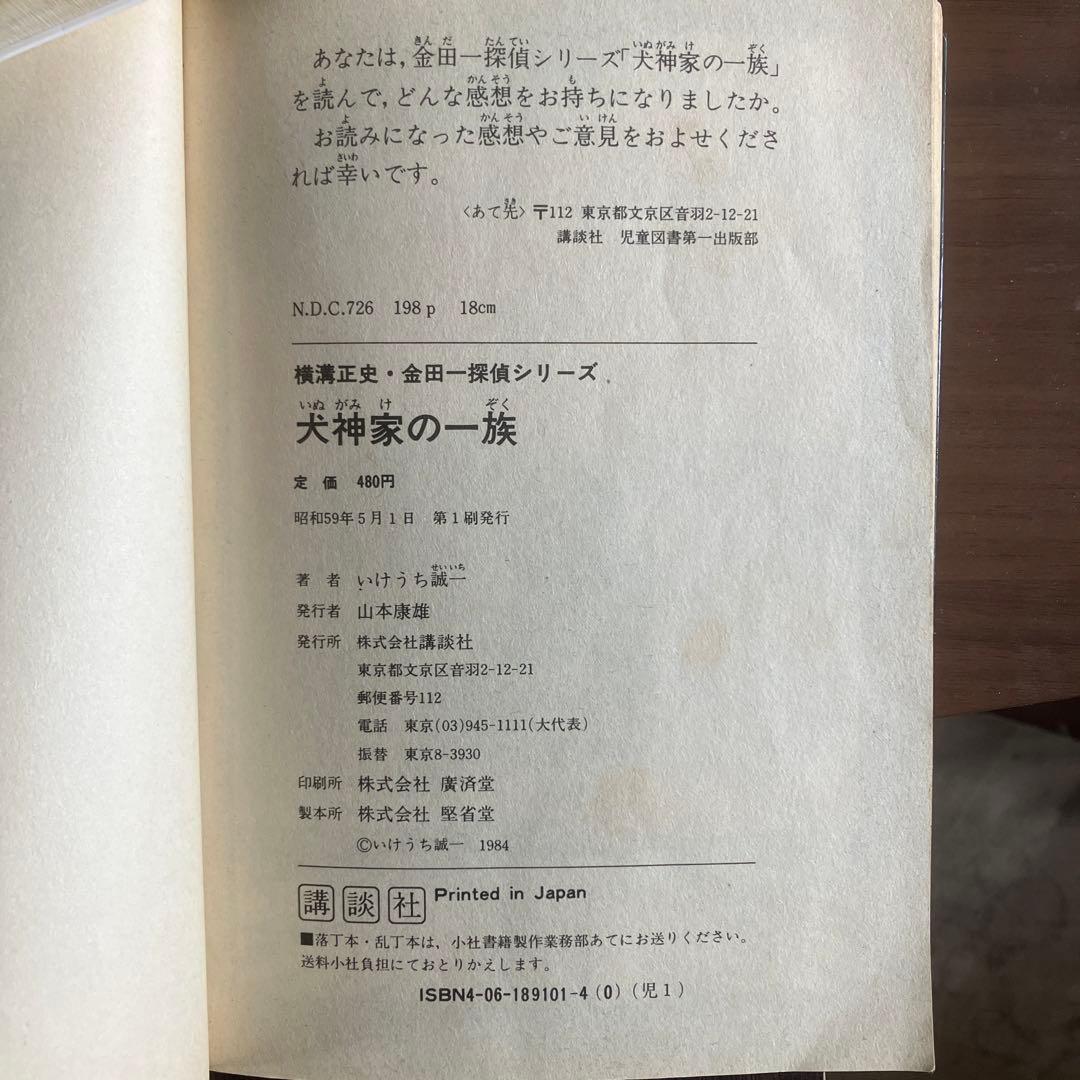 あなたは,金田一探偵シリーズ「犬神家の一族」
を読んで,どんな感想をお持ちになりましたか。
お読みになった感想やご意見をおよせくださ
れば幸いです。
〈あて先〉〒112 東京都文京区音羽2-12-21
講談社 児童図書第一出版部
N.D.C.726 198p 18cm
横溝正史・金田一探偵シリーズ
犬神家の一族
定価 480円
昭和59年5月1日 第1刷発行
著者 いけうち誠一
発行者 山本康雄
発行所 株式会社講談社
東京都文京区音羽2-12-21
郵便番号112
電話 東京(03)945-1111(大代表)
振替 東京8-3930
印刷所 株式会社 廣済堂
製本所 株式会社 堅省堂
©いけうち誠一 1984
講談社 Printed in Japan
■落丁本・乱丁本は、小社書籍製作業務部あてにお送りください。
送料小社負担にておとりかえします。
ISBN4-06-189101-4(0)(児1)